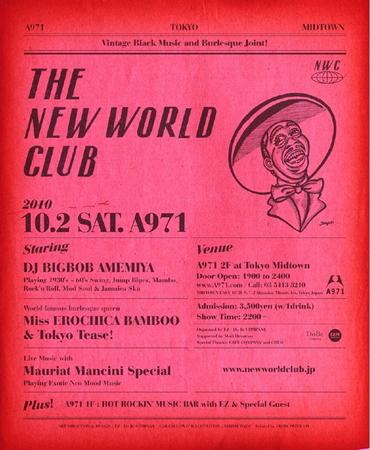 A971 TOKYO MIDTOWN
Vintage Black Music and Burlesque Joint!
NWC
THE
NEW WORLD
CLUB
2010
10.2 SAT. A971
Staring
DJ BIGBOB AMEMIYA
Playing 1930's - 60's Swing, Jump Blues, Mambo,
Rock'n'Roll, Mod Soul & Jamaica Ska
World famous burlesque queen
Miss EROCHICA BAMBOO
& Tokyo Tease!
Live Music with
Mauriat Mancini Special
Playing Exotic Neo Mood Music
Venue
A971 2F at Tokyo Midtown
Door Open: 1900 to 2400
www.A971.com / Call: 03 5413 3210
A971
Admission: 3,500yen (w/1drink)
Show Time: 2200 -
www.newworldclub.jp
Plus! A971 1F : HOT ROCKIN' MUSIC BAR with EZ & Special Guest